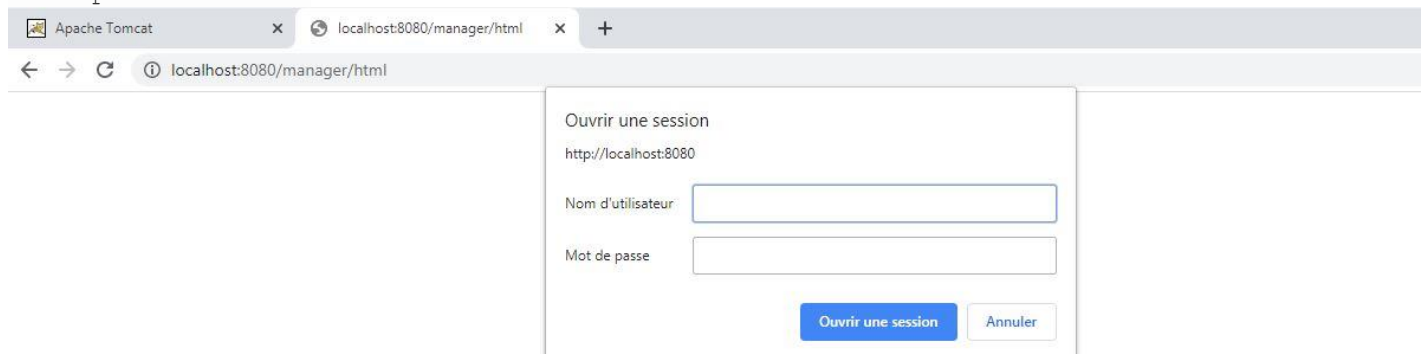 Apache Tomcat
localhost:8080/manager/html
localhost:8080/manager/html
Ouvrir une session
http://localhost:8080
Nom d'utilisateur
Mot de passe
Ouvrir une session Annuler